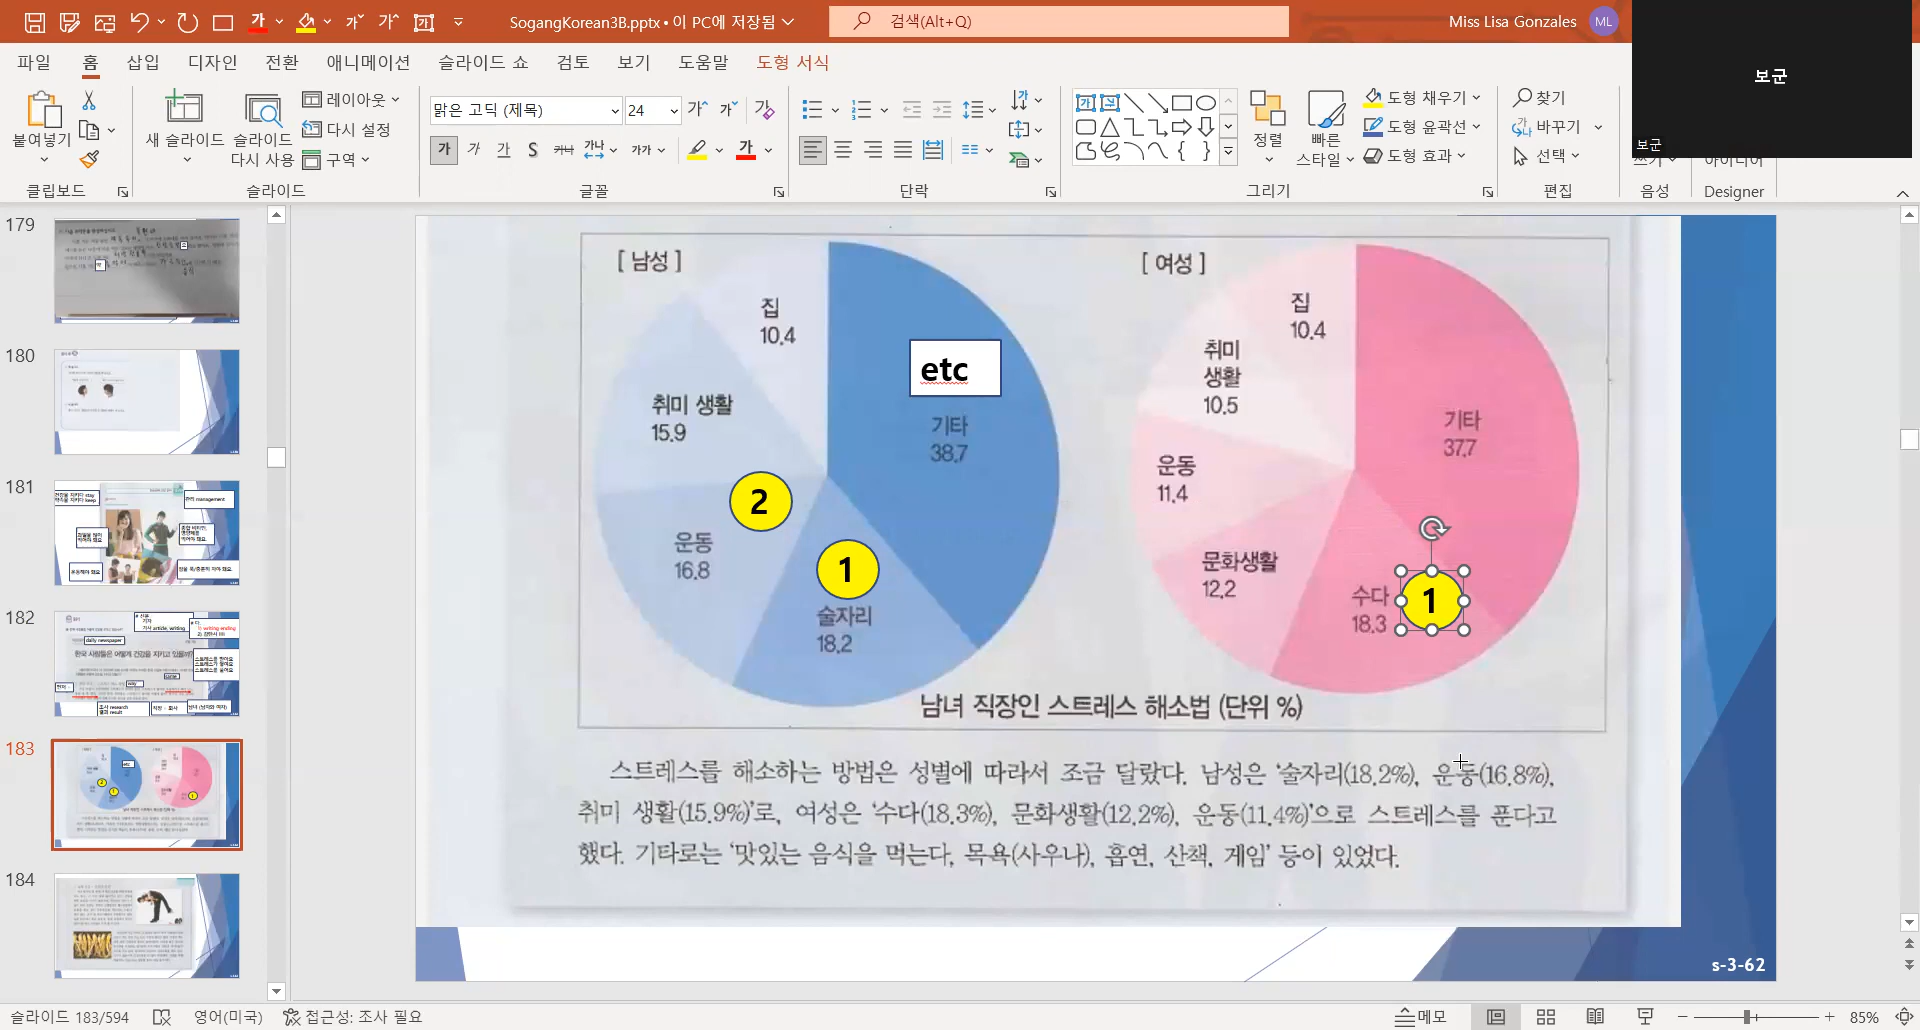 SogangKorean3B.pptx • 이 PC에 저장됨
검색(Alt+Q)
Miss Lisa Gonzales
ML
보군
보군
파일 홈 삽입 디자인 전환 애니메이션 슬라이드 쇼 검토 보기 도움말 도형 서식
붙여넣기
새 슬라이드
슬라이드 다시 사용
레이아웃
다시 설정
구역
맑은 고딕 (제목) 24
정렬
빠른 스타일
도형 채우기
도형 윤곽선
도형 효과
찾기
바꾸기
선택
클립보드 슬라이드 글꼴 단락 그리기 편집 음성 Designer
179
180
181
182
183
184
[ 남성 ]
집
10.4
취미 생활
15.9
etc
기타
38.7
2
운동
16.8
1
술자리
18.2
[ 여성 ]
집
10.4
취미
생활
10.5
기타
37.7
운동
11.4
문화생활
12.2
수다
18.3
1
남녀 직장인 스트레스 해소법 (단위 %)
스트레스를 해소하는 방법은 성별에 따라서 조금 달랐다. 남성은 '술자리(18.2%), 운동(16.8%),
취미 생활(15.9%)'로, 여성은 '수다(18.3%), 문화생활(12.2%), 운동(11.4%)'으로 스트레스를 푼다고
했다. 기타로는 '맛있는 음식을 먹는다, 목욕(사우나), 흡연, 산책, 게임' 등이 있었다.
s-3-62
슬라이드 183/594 영어(미국) 접근성: 조사 필요 메모 85%